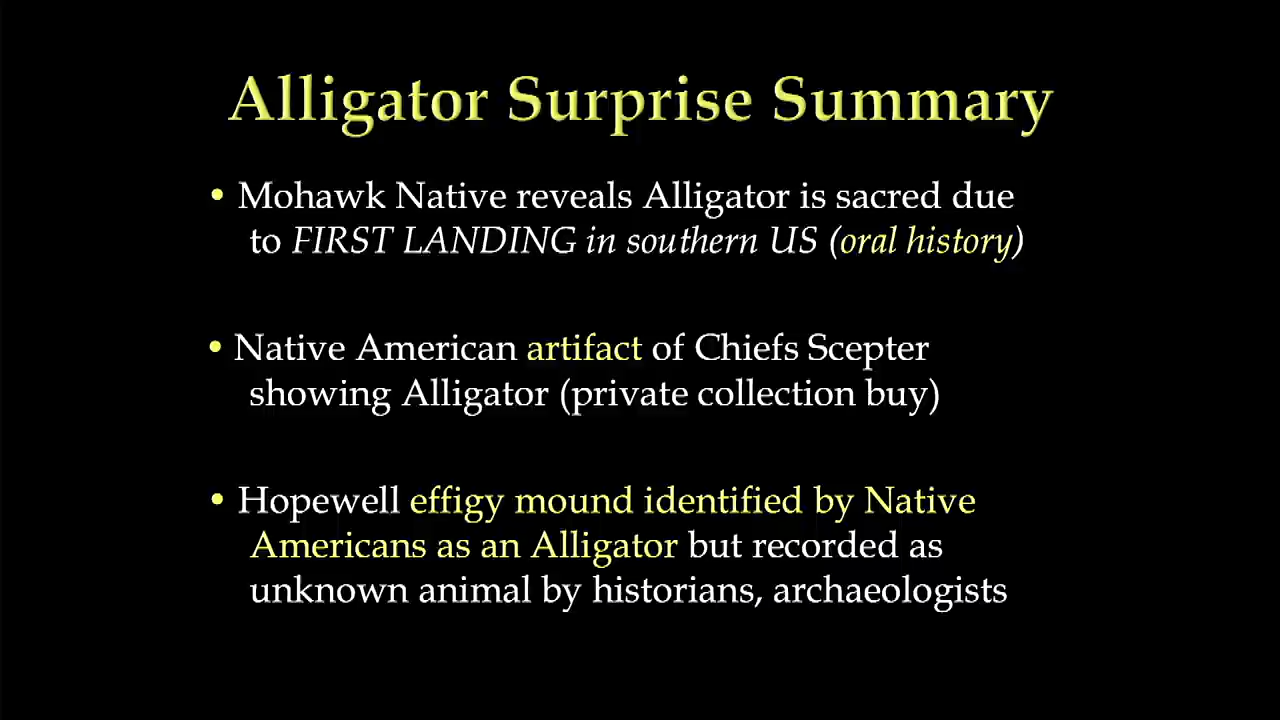 Alligator Surprise Summary
• Mohawk Native reveals Alligator is sacred due
to FIRST LANDING in southern US (oral history)
• Native American artifact of Chiefs Scepter
showing Alligator (private collection buy)
• Hopewell effigy mound identified by Native
Americans as an Alligator but recorded as
unknown animal by historians, archaeologists